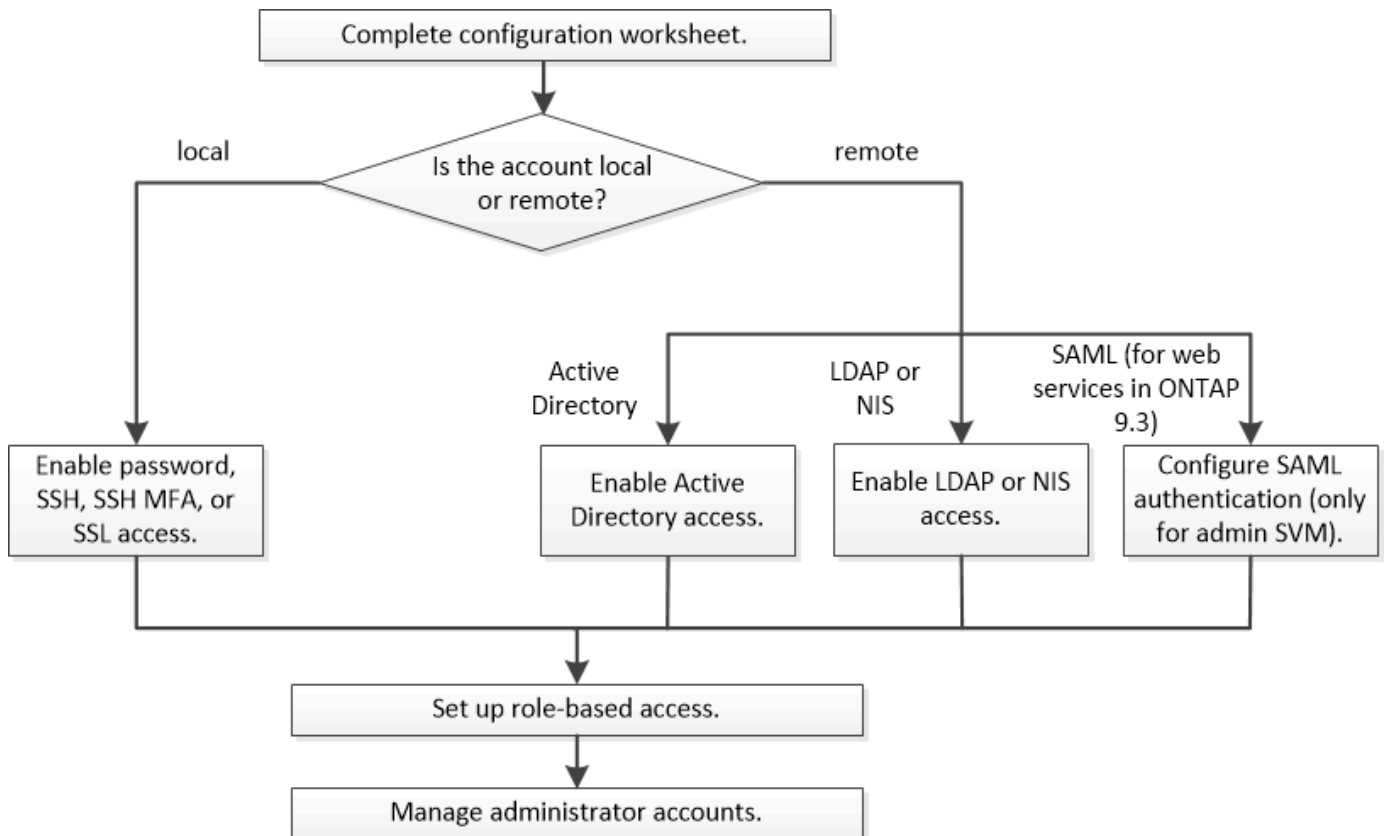 Complete configuration worksheet.
local
remote
Is the account local
or remote?
Active
Directory
LDAP or
NIS
SAML (for web
services in ONTAP
9.3)
Enable password,
SSH, SSH MFA, or
SSL access.
Enable Active
Directory access.
Enable LDAP or NIS
access.
Configure SAML
authentication (only
for admin SVM).
Set up role-based access.
Manage administrator accounts.